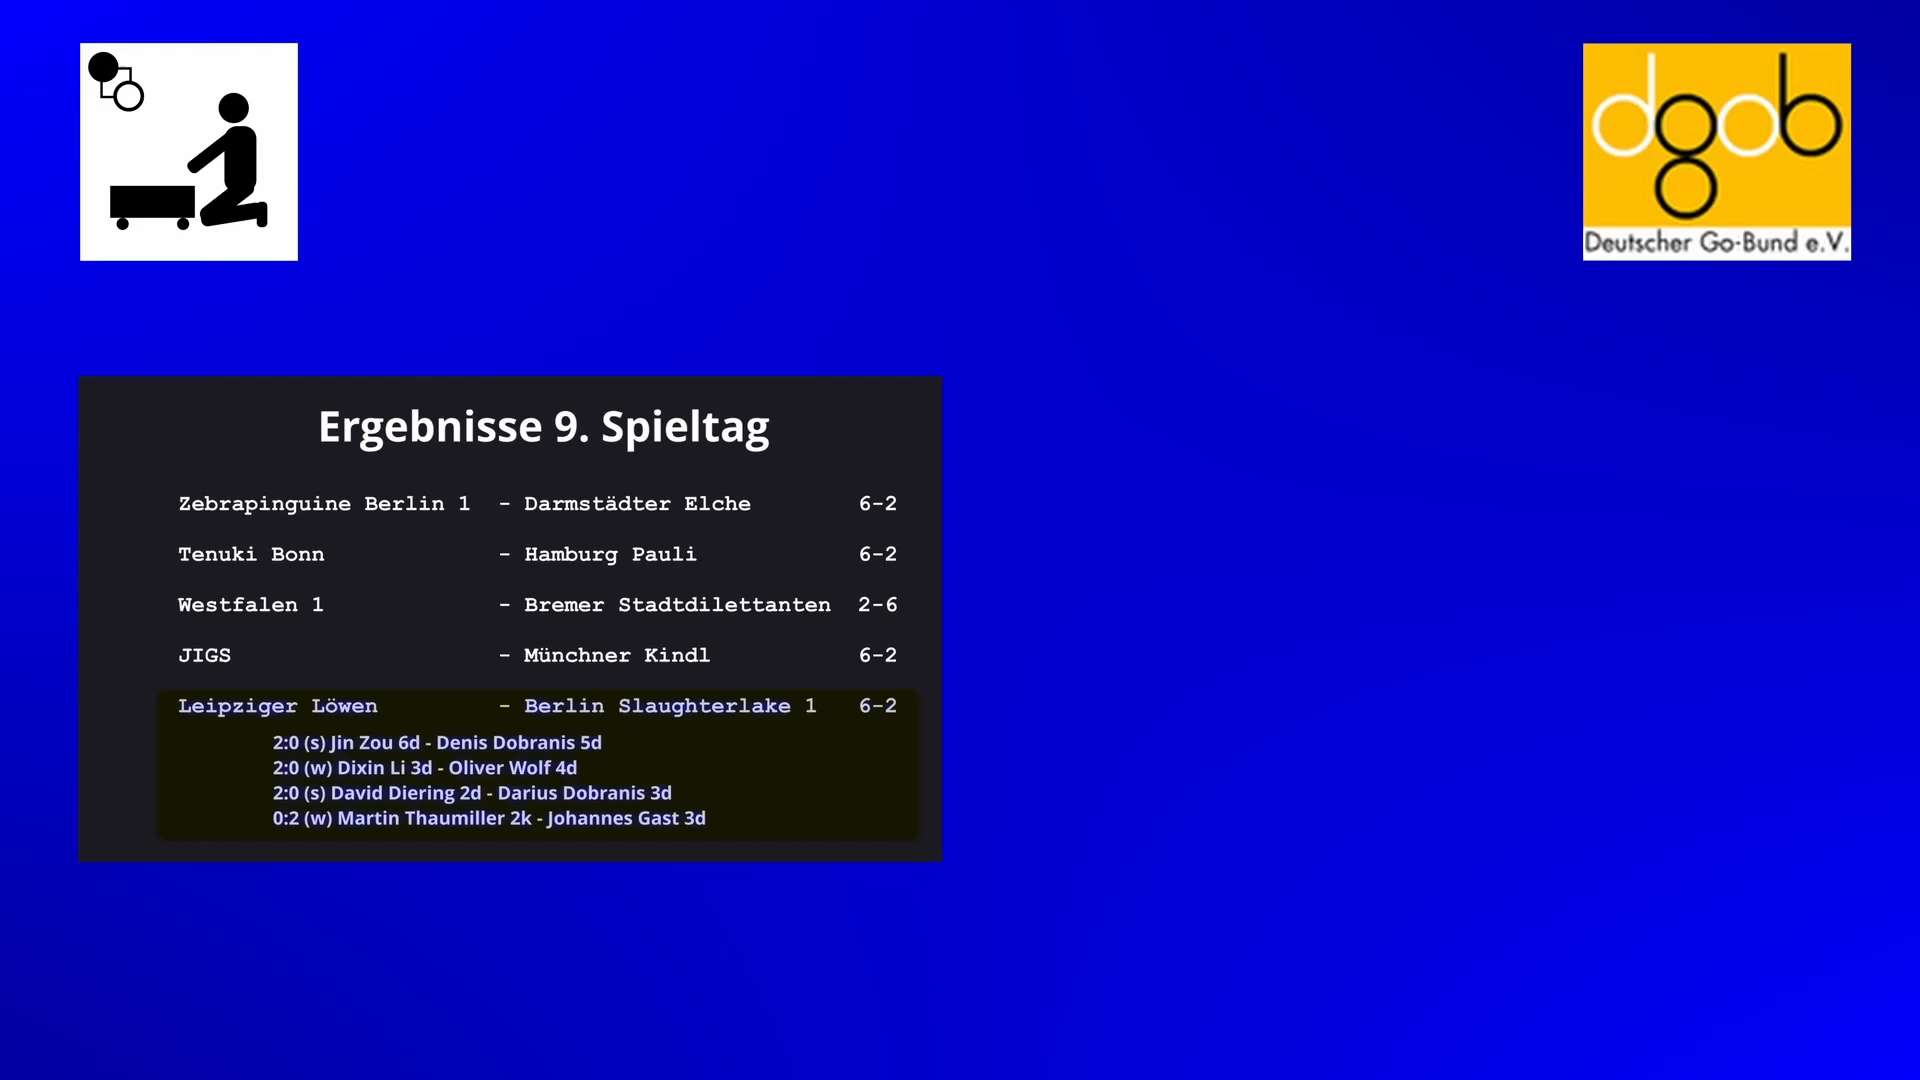 dgob
Deutscher Go-Bund e.V.
Ergebnisse 9. Spieltag
Zebrapinguine Berlin 1 - Darmstädter Elche 6-2
Tenuki Bonn - Hamburg Pauli 6-2
Westfalen 1 - Bremer Stadtdilettanten 2-6
JIGS - Münchner Kindl 6-2
Leipziger Löwen - Berlin Slaughterlake 1 6-2
2:0 (s) Jin Zou 6d - Denis Dobranis 5d
2:0 (w) Dixin Li 3d - Oliver Wolf 4d
2:0 (s) David Diering 2d - Darius Dobranis 3d
0:2 (w) Martin Thaumiller 2k - Johannes Gast 3d